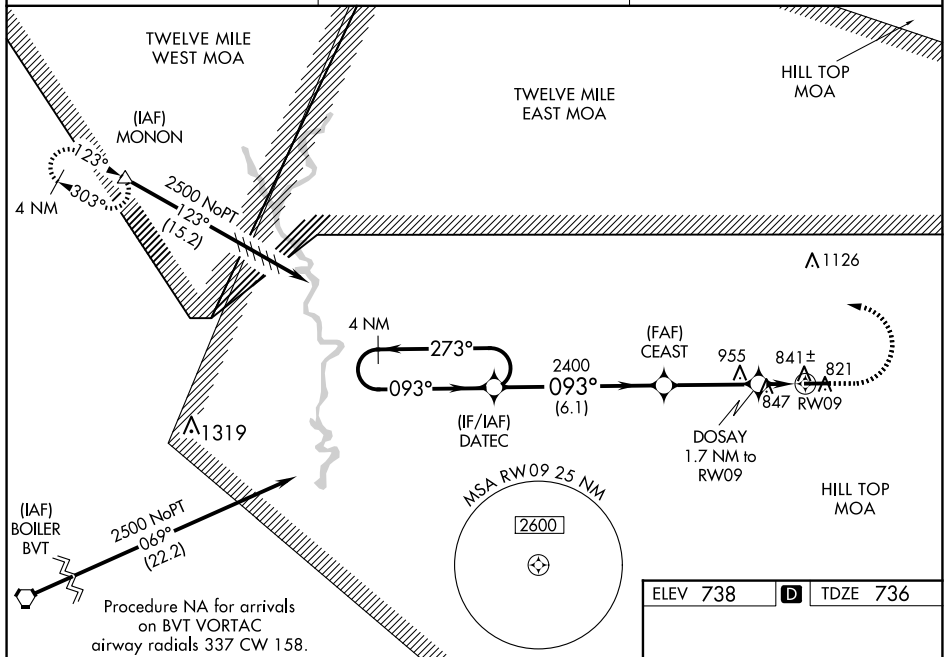 TWELVE MILE
WEST MOA
TWELVE MILE
EAST MOA
HILL TOP
MOA
(IAF)
MONON
123°
303°
4 NM
2500 NoPT
123°
(15.2)
1126
4 NM
273°
093°
(IF/IAF)
DATEC
2400
093°
(6.1)
(FAF)
CEAST
955
841±
821
847
RW09
DOSAY
1.7 NM to
RW09
1319
(IAF)
BOILER
BVT
2500 NoPT
069°
(22.2)
MSA RW09 25 NM
2600
HILL TOP
MOA
Procedure NA for arrivals
on BVT VORTAC
airway radials 337 CW 158.
ELEV 738 D TDZE 736